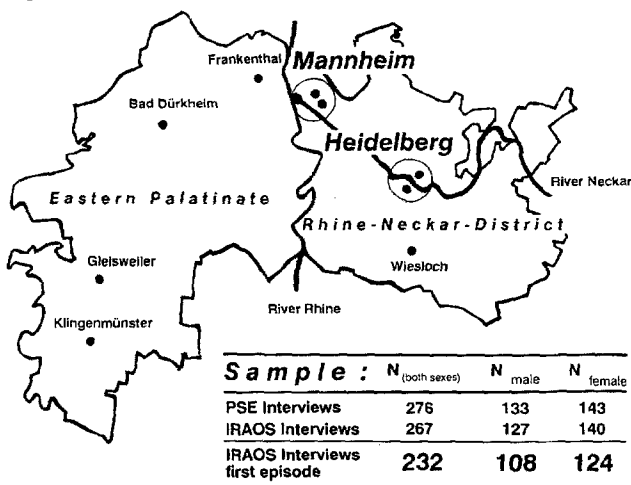 Frankenthal
Mannheim
Bad Dürkheim
Heidelberg
River Neckar
Eastern Palatinate
Rhine-Neckar-District
Wiesloch
Gleisweiler
River Rhine
Klingenmünster
Sample : N (both sexes) N male N female
PSE Interviews 276 133 143
IRAOS Interviews 267 127 140
IRAOS Interviews
first episode 232 108 124